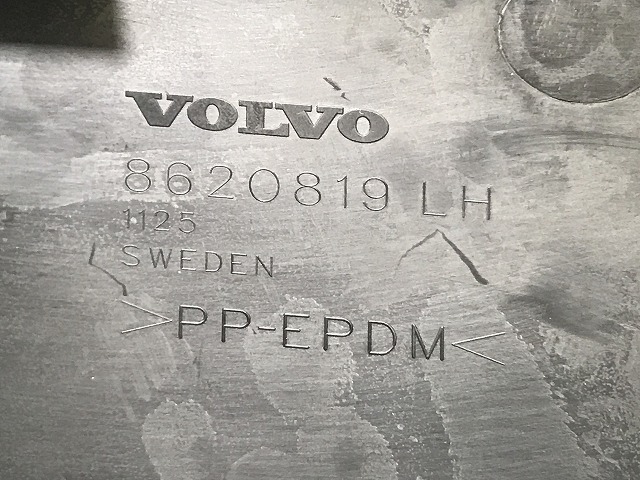 VOLVO
8620819 LH
1125
SWEDEN
>PP-EPDM<